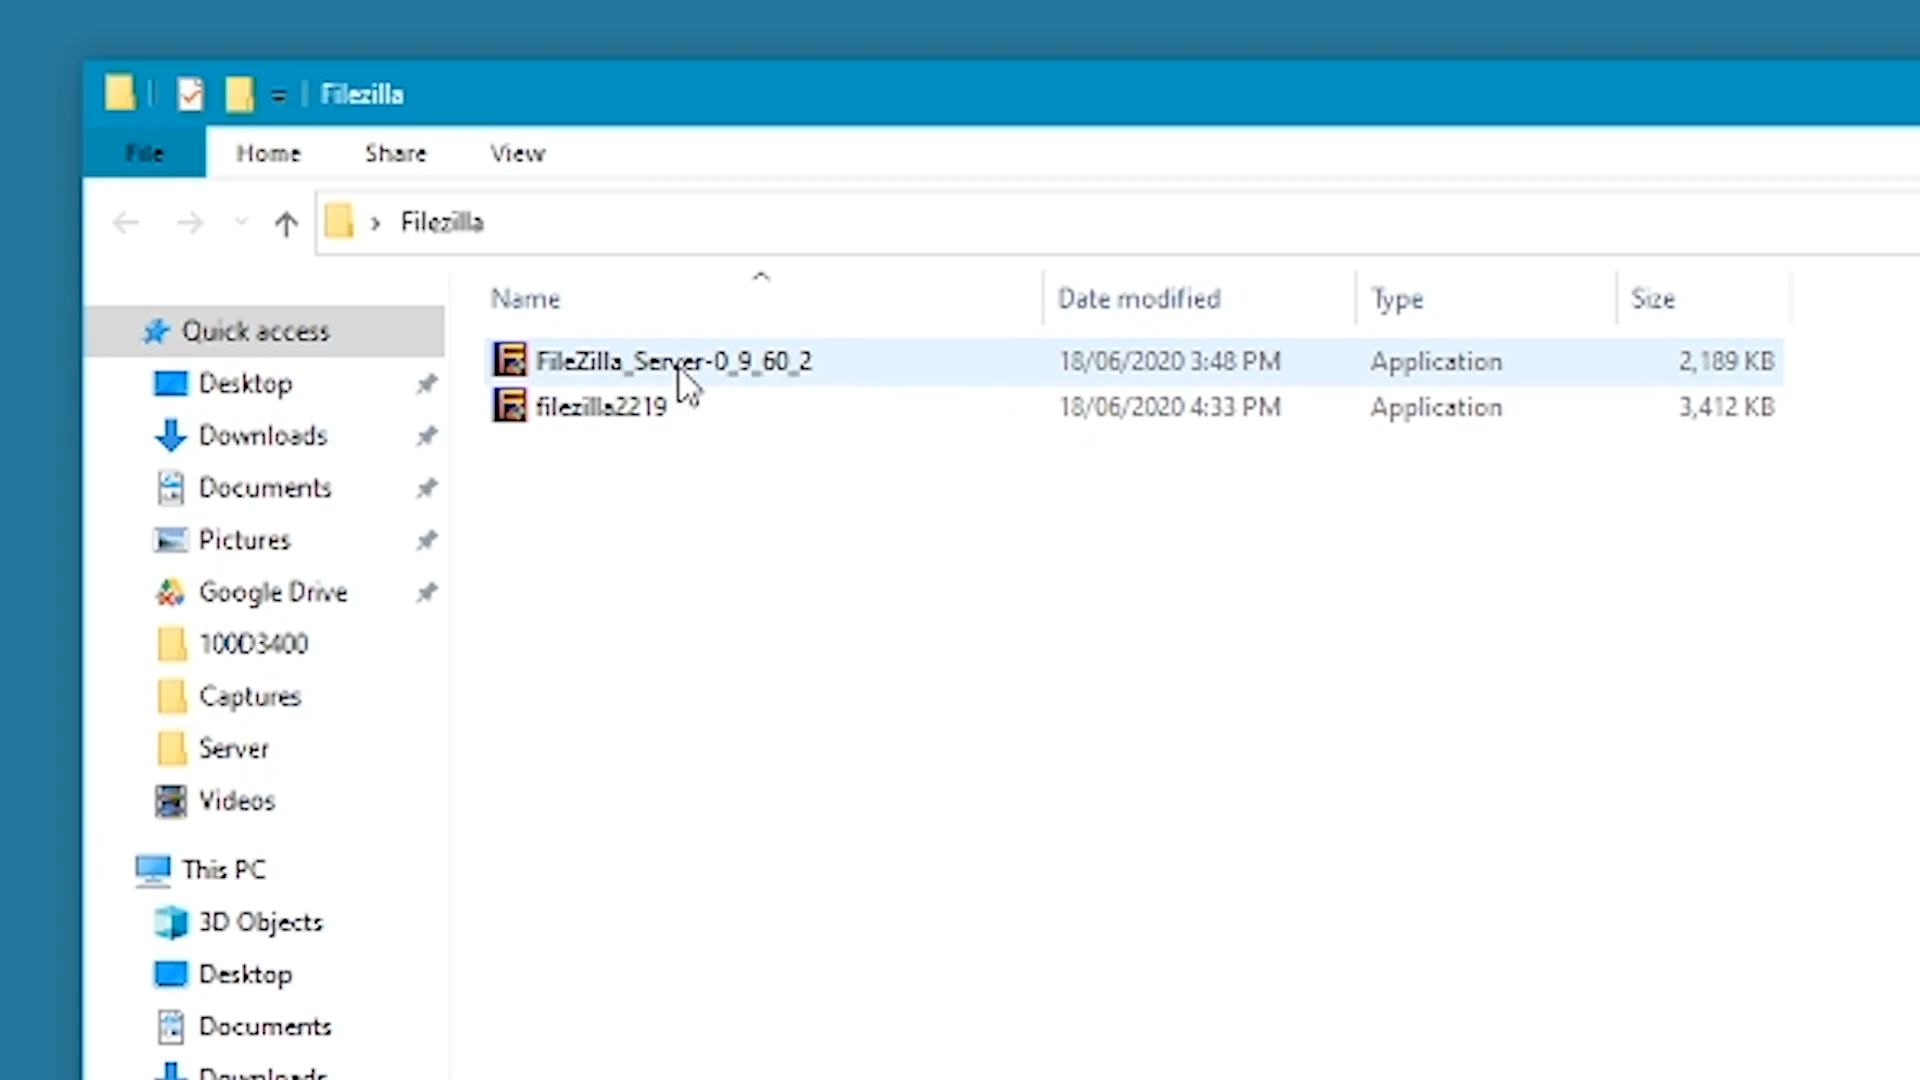 Filezilla
File Home Share View
Filezilla
Name Date modified Type Size
Quick access
FileZilla_Server-0_9_60_2 18/06/2020 3:48 PM Application 2,189 KB
filezilla2219 18/06/2020 4:33 PM Application 3,412 KB
Desktop
Downloads
Documents
Pictures
Google Drive
100D3400
Captures
Server
Videos
This PC
3D Objects
Desktop
Documents
Downloads